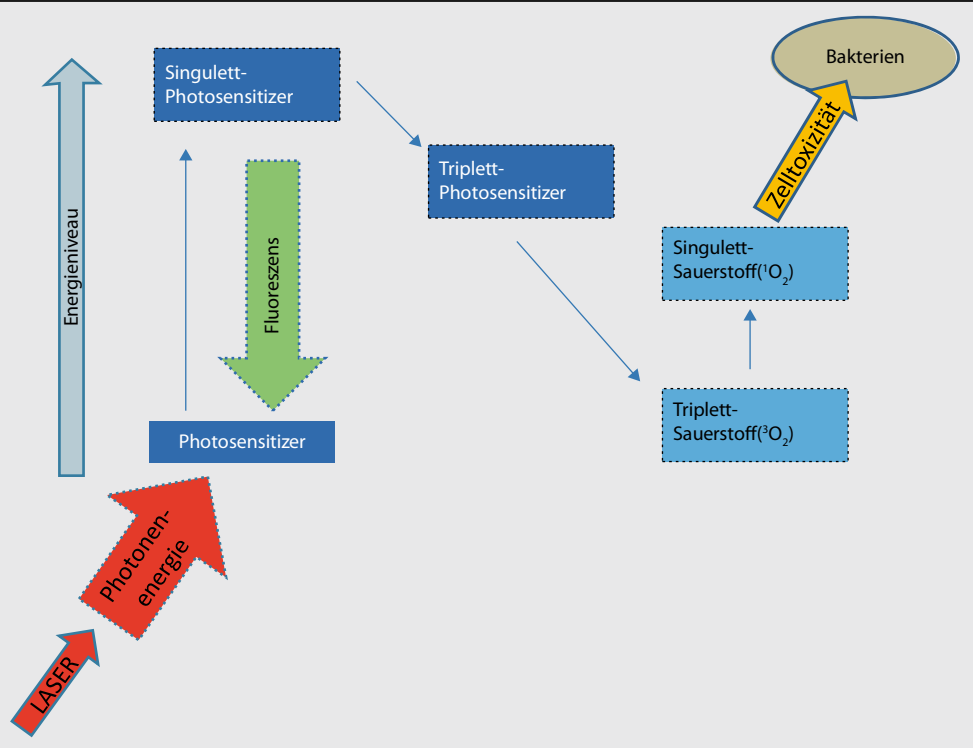 Bakterien
Singulett-
Photosensitizer
Zelltoxizität
Triplett-
Photosensitizer
Energieniveau
Fluoreszens
Singulett-
Sauerstoff(¹O₂)
Triplett-
Sauerstoff(³O₂)
Photosensitizer
Photonen-
energie
LASER